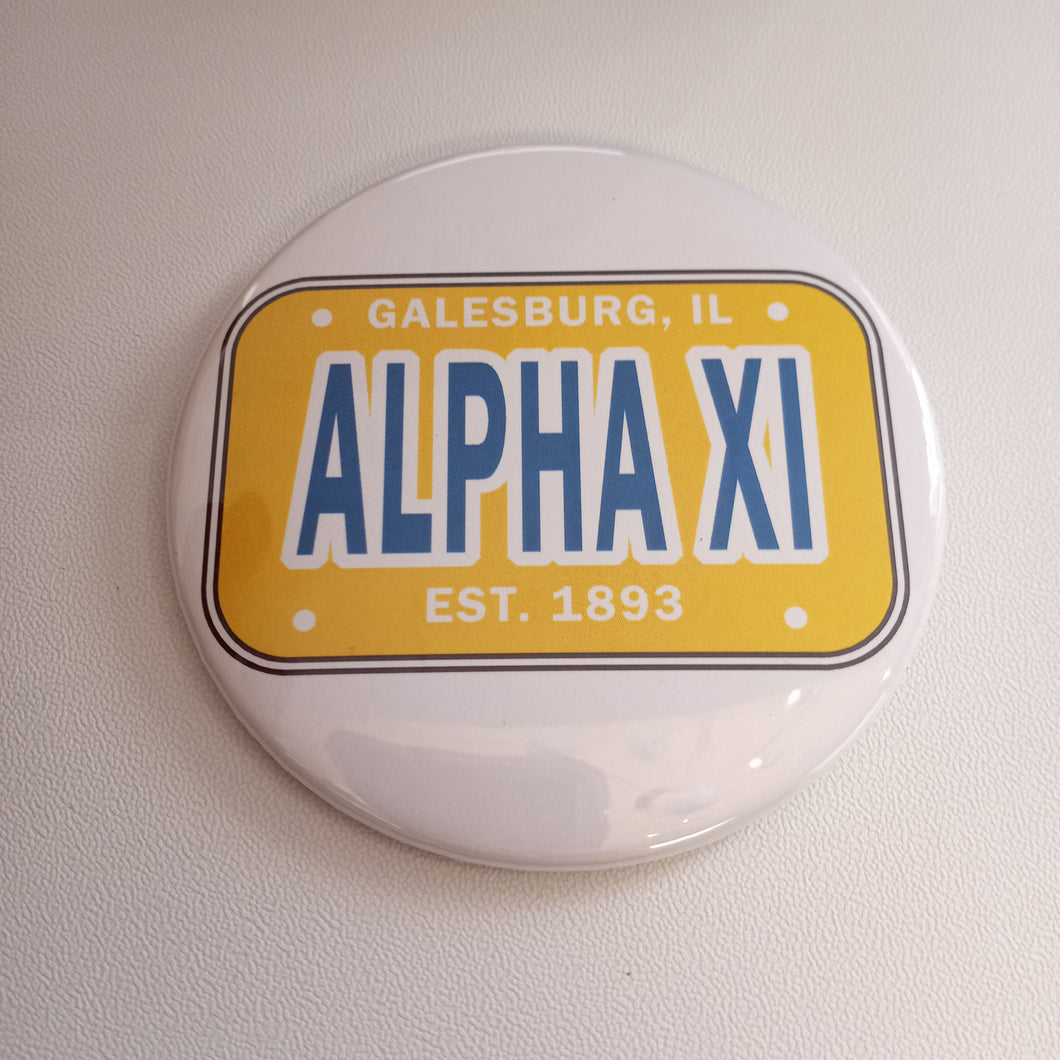 GALESBURG, IL
ALPHA XI
EST. 1893